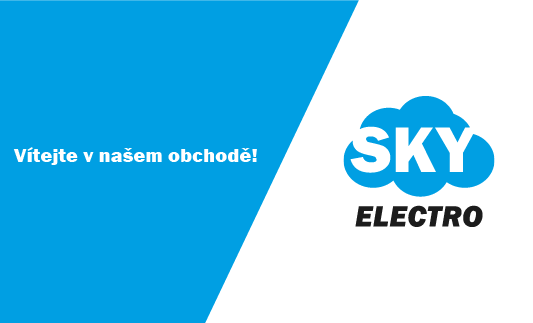 Vítejte v našem obchodě!
SKY
ELECTRO